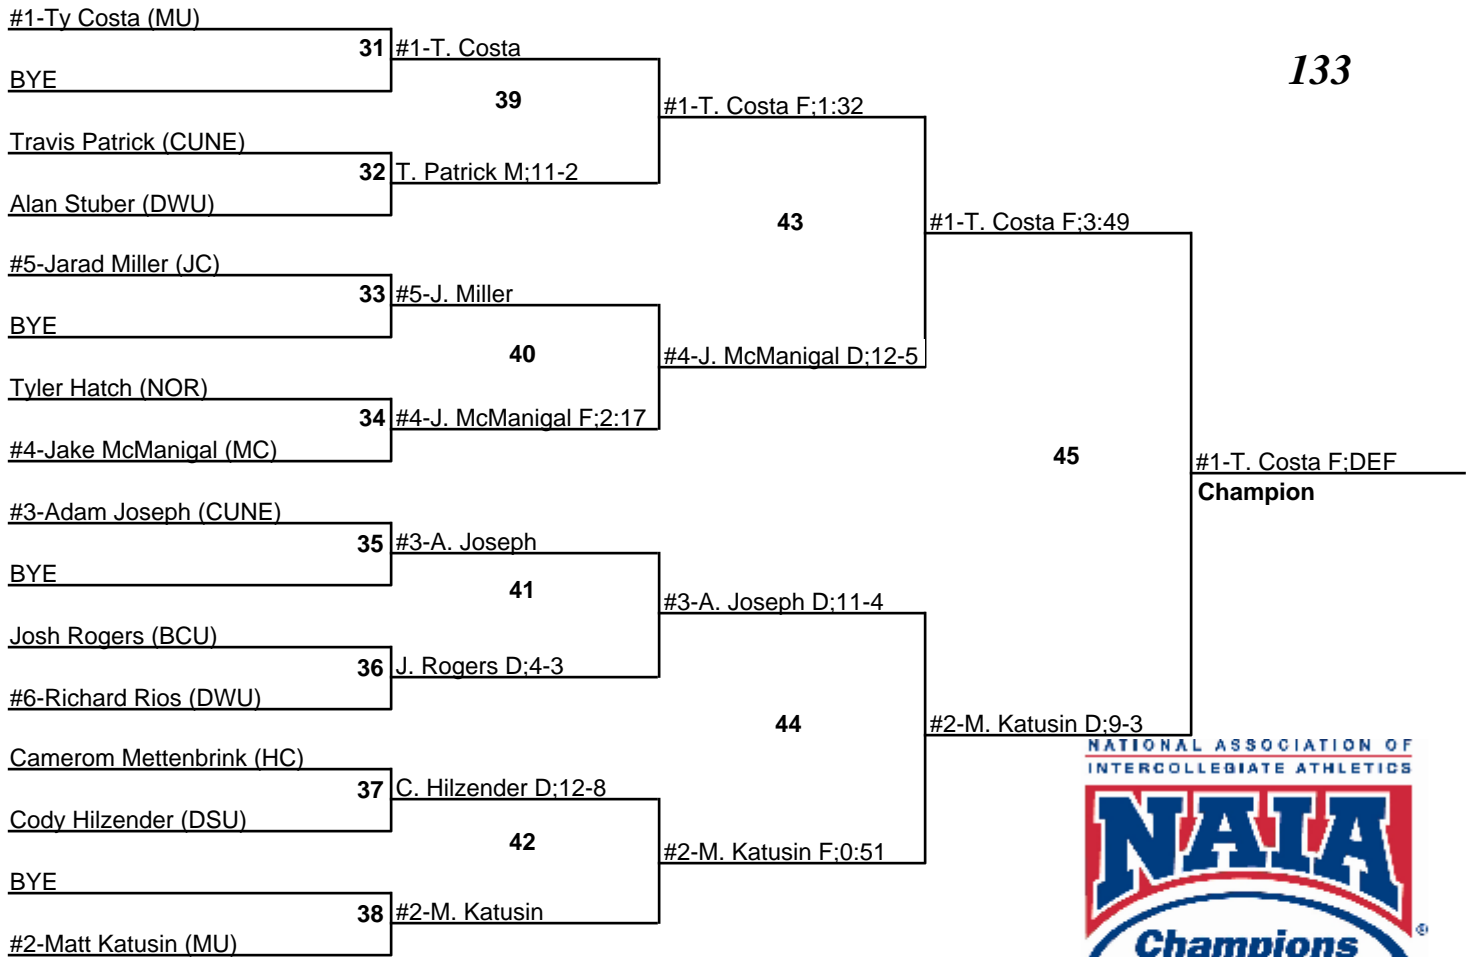 #1-Ty Costa (MU)
31 #1-T. Costa
133
BYE
39
#1-T. Costa F;1:32
Travis Patrick (CUNE)
32 T. Patrick M;11-2
Alan Stuber (DWU)
43
#1-T. Costa F;3:49
#5-Jarad Miller (JC)
33 #5-J. Miller
BYE
40
#4-J. McManigal D;12-5
Tyler Hatch (NOR)
34 #4-J. McManigal F;2:17
#4-Jake McManigal (MC)
45
#1-T. Costa F;DEF
Champion
#3-Adam Joseph (CUNE)
35 #3-A. Joseph
BYE
41
#3-A. Joseph D;11-4
Josh Rogers (BCU)
36 J. Rogers D;4-3
#6-Richard Rios (DWU)
44
#2-M. Katusin D;9-3
Camerom Mettenbrink (HC)
37 C. Hilzender D;12-8
Cody Hilzender (DSU)
42
#2-M. Katusin F;0:51
BYE
38 #2-M. Katusin
#2-Matt Katusin (MU)
NATIONAL ASSOCIATION OF
INTERCOLLEGIATE ATHLETICS
NAIA
®
Champions